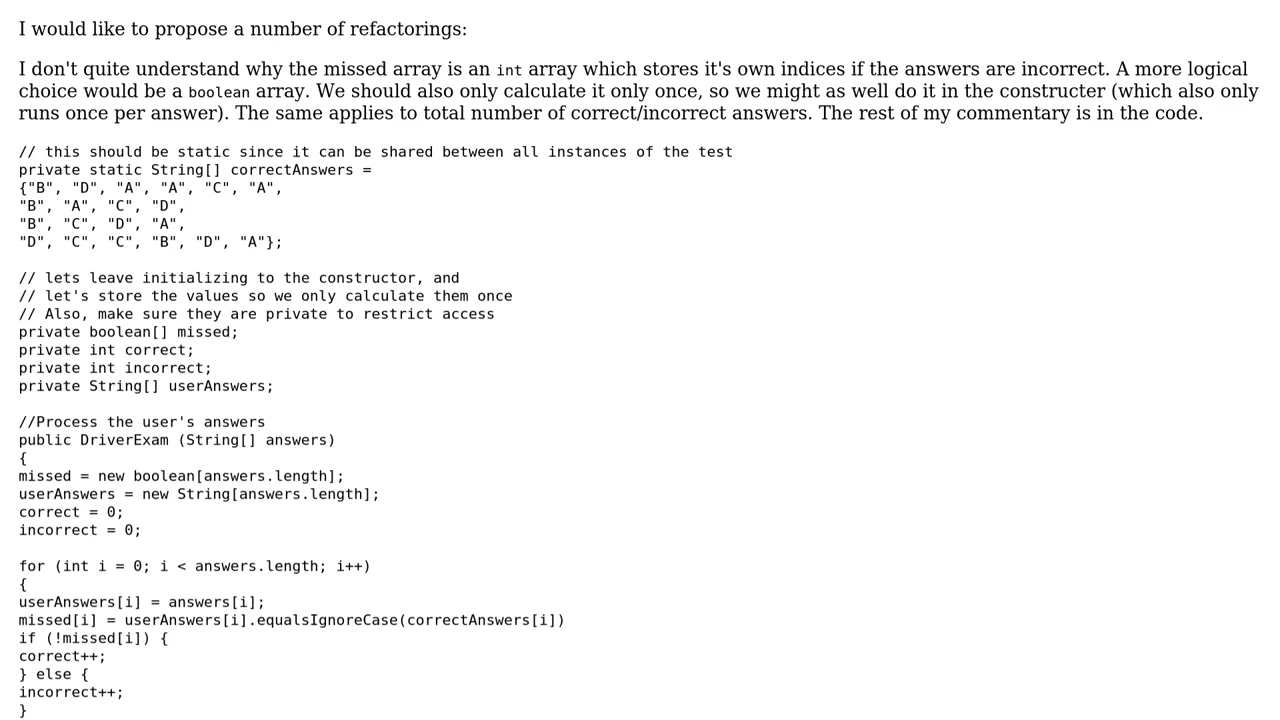 I would like to propose a number of refactorings:
I don't quite understand why the missed array is an int array which stores it's own indices if the answers are incorrect. A more logical
choice would be a boolean array. We should also only calculate it only once, so we might as well do it in the constructer (which also only
runs once per answer). The same applies to total number of correct/incorrect answers. The rest of my commentary is in the code.
// this should be static since it can be shared between all instances of the test
private static String[] correctAnswers =
{"B", "D", "A", "A", "C", "A",
"B", "A", "C", "D",
"B", "C", "D", "A",
"D", "C", "C", "B", "D", "A"};
// lets leave initializing to the constructor, and
// let's store the values so we only calculate them once
// Also, make sure they are private to restrict access
private boolean[] missed;
private int correct;
private int incorrect;
private String[] userAnswers;
//Process the user's answers
public DriverExam (String[] answers)
{
missed = new boolean[answers.length];
userAnswers = new String[answers.length];
correct = 0;
incorrect = 0;
for (int i = 0; i < answers.length; i++)
{
userAnswers[i] = answers[i];
missed[i] = userAnswers[i].equalsIgnoreCase(correctAnswers[i])
if (!missed[i]) {
correct++;
} else {
incorrect++;
}